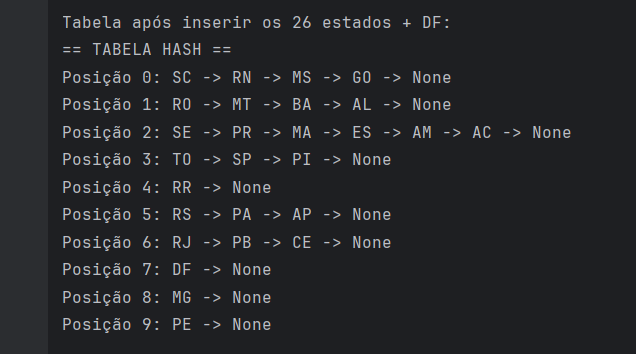 Tabela após inserir os 26 estados + DF:
== TABELA HASH ==
Posição 0: SC -> RN -> MS -> GO -> None
Posição 1: RO -> MT -> BA -> AL -> None
Posição 2: SE -> PR -> MA -> ES -> AM -> AC -> None
Posição 3: TO -> SP -> PI -> None
Posição 4: RR -> None
Posição 5: RS -> PA -> AP -> None
Posição 6: RJ -> PB -> CE -> None
Posição 7: DF -> None
Posição 8: MG -> None
Posição 9: PE -> None